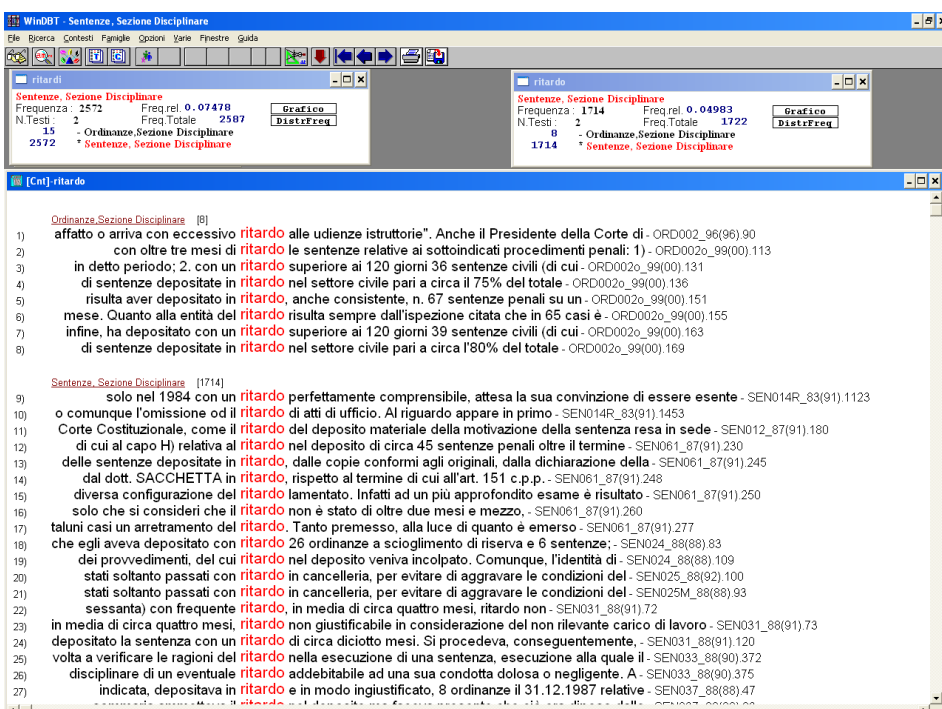 WinDBT - Sentenze, Sezione Disciplinare
File Ricerca Contesti Famiglie Opzioni Varie Finestre Guida
ritardi
Sentenze, Sezione Disciplinare
Frequenza : 2572 Freq.rel. 0.07478 Grafico
N.Testi : 2 Freq.Totale 2587 DistrFreq
15 - Ordinanze,Sezione Disciplinare
2572 * Sentenze, Sezione Disciplinare
ritardo
Sentenze, Sezione Disciplinare
Frequenza : 1714 Freq.rel. 0.04983 Grafico
N.Testi : 2 Freq.Totale 1722 DistrFreq
8 - Ordinanze,Sezione Disciplinare
1714 * Sentenze, Sezione Disciplinare
[Cnt]-ritardo
Ordinanze,Sezione Disciplinare [8]
1) affatto o arriva con eccessivo ritardo alle udienze istruttorie". Anche il Presidente della Corte di - ORD002_96(96).90
2) con oltre tre mesi di ritardo le sentenze relative ai sottoindicati procedimenti penali: 1) - ORD002o_99(00).113
3) in detto periodo; 2. con un ritardo superiore ai 120 giorni 36 sentenze civili (di cui - ORD002o_99(00).131
4) di sentenze depositate in ritardo nel settore civile pari a circa il 75% del totale - ORD002o_99(00).136
5) risulta aver depositato in ritardo, anche consistente, n. 67 sentenze penali su un - ORD002o_99(00).151
6) mese. Quanto alla entità del ritardo risulta sempre dall'ispezione citata che in 65 casi è - ORD002o_99(00).155
7) infine, ha depositato con un ritardo superiore ai 120 giorni 39 sentenze civili (di cui - ORD002o_99(00).163
8) di sentenze depositate in ritardo nel settore civile pari a circa l'80% del totale - ORD002o_99(00).169
Sentenze, Sezione Disciplinare [1714]
9) solo nel 1984 con un ritardo perfettamente comprensibile, attesa la sua convinzione di essere esente - SEN014R_83(91).1123
10) o comunque l'omissione od il ritardo di atti di ufficio. Al riguardo appare in primo - SEN014R_83(91).1453
11) Corte Costituzionale, come il ritardo del deposito materiale della motivazione della sentenza resa in sede - SEN012_87(91).180
12) di cui al capo H) relativa al ritardo nel deposito di circa 45 sentenze penali oltre il termine - SEN061_87(91).230
13) delle sentenze depositate in ritardo, dalle copie conformi agli originali, dalla dichiarazione della - SEN061_87(91).245
14) dal dott. SACCHETTA in ritardo, rispetto al termine di cui all'art. 151 c.p.p. - SEN061_87(91).248
15) diversa configurazione del ritardo lamentato. Infatti ad un più approfondito esame è risultato - SEN061_87(91).250
16) solo che si consideri che il ritardo non è stato di oltre due mesi e mezzo, - SEN061_87(91).260
17) taluni casi un arretramento del ritardo. Tanto premesso, alla luce di quanto è emerso - SEN061_87(91).277
18) che egli aveva depositato con ritardo 26 ordinanze a scioglimento di riserva e 6 sentenze; - SEN024_88(88).83
19) dei provvedimenti, del cui ritardo nel deposito veniva incolpato. Comunque, l'identità di - SEN024_88(88).109
20) stati soltanto passati con ritardo in cancelleria, per evitare di aggravare le condizioni del - SEN025_88(92).100
21) stati soltanto passati con ritardo in cancelleria, per evitare di aggravare le condizioni del - SEN025M_88(88).93
22) sessanta) con frequente ritardo, in media di circa quattro mesi, ritardo non - SEN031_88(91).72
23) in media di circa quattro mesi, ritardo non giustificabile in considerazione del non rilevante carico di lavoro - SEN031_88(91).73
24) depositato la sentenza con un ritardo di circa diciotto mesi. Si procedeva, conseguentemente, - SEN031_88(91).120
25) volta a verificare le ragioni del ritardo nella esecuzione di una sentenza, esecuzione alla quale il - SEN033_88(90).372
26) disciplinare di un eventuale ritardo addebitabile ad una sua condotta dolosa o negligente. A - SEN033_88(90).375
27) indicata, depositava in ritardo e in modo ingiustificato, 8 ordinanze il 31.12.1987 relative - SEN037_88(88).47